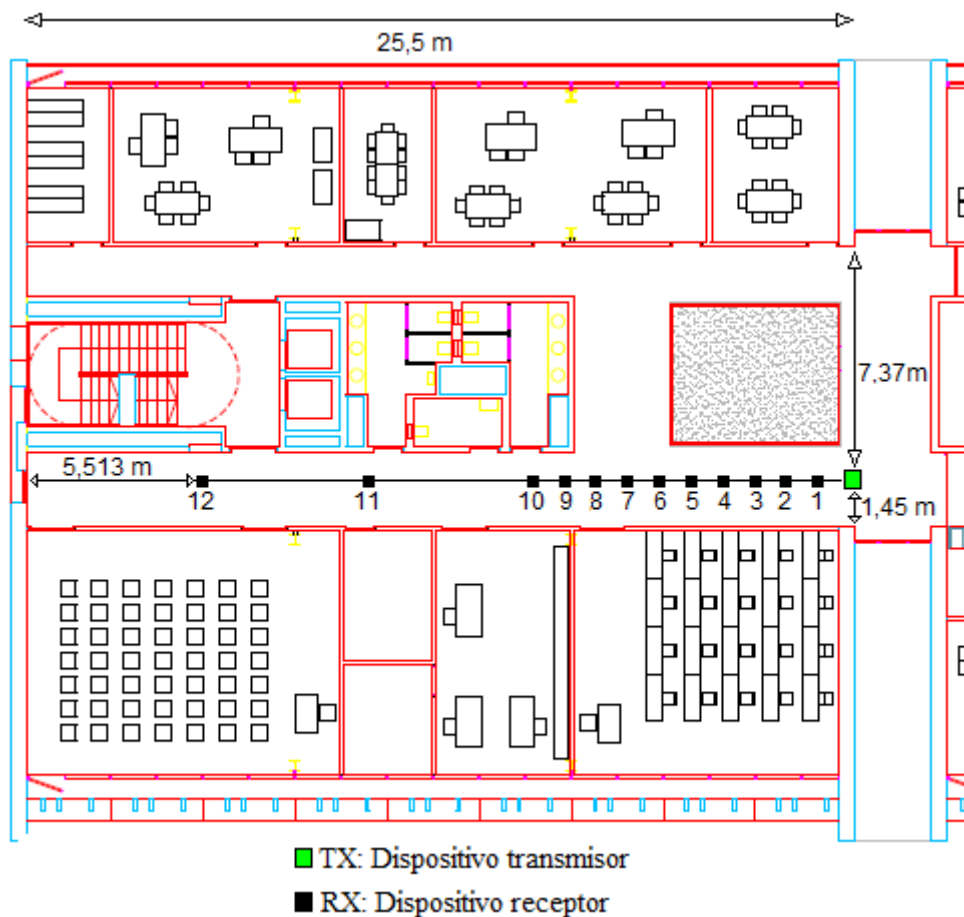 25,5 m
7,37m
5,513 m
12
11
10
9
8
7
6
5
4
3
2
1
1,45 m
TX: Dispositivo transmisor
RX: Dispositivo receptor